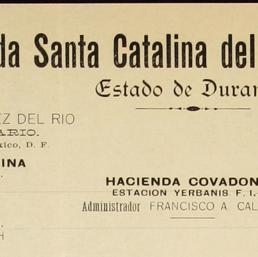 da Santa Catalina del
Estado de Duran
EZ DEL RIO
ARIO.
xico, D. F.
INA
HACIENDA COVADON
ESTACION YERBANIS F. I.
Administrador FRANCISCO A. CAL